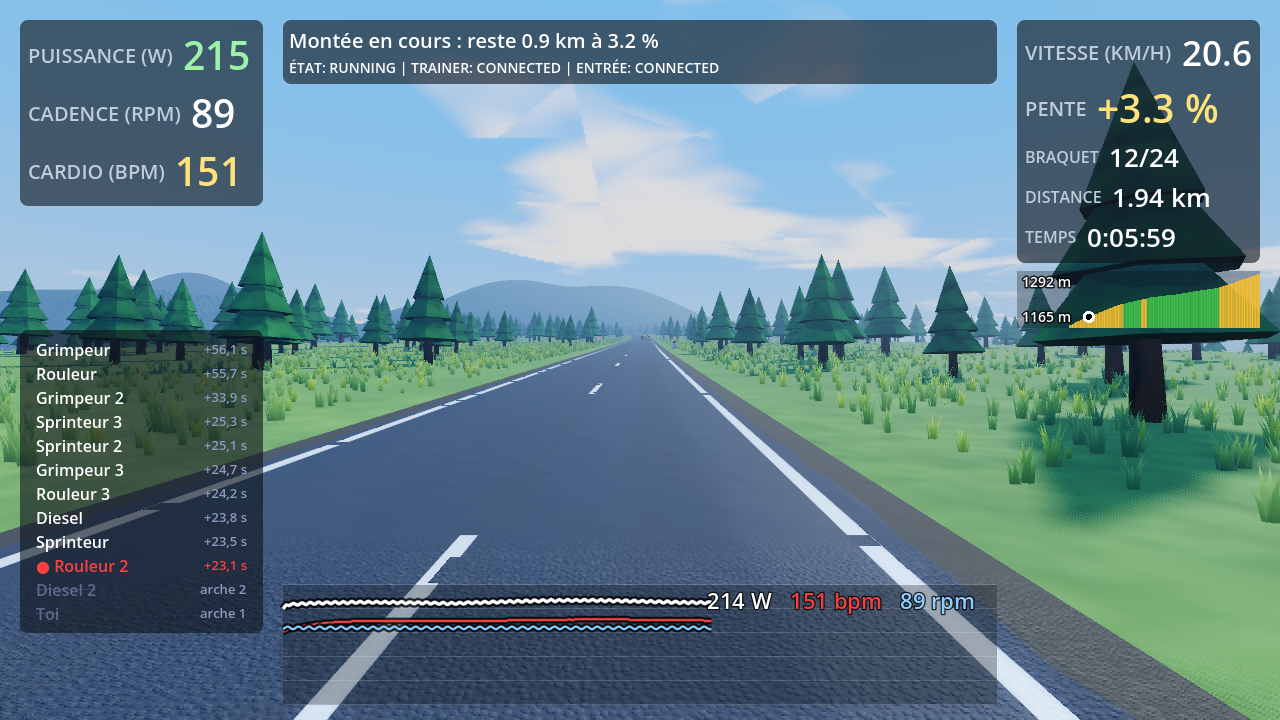 PUISSANCE (W) 215
CADENCE (RPM) 89
CARDIO (BPM) 151
Montée en cours : reste 0.9 km à 3.2 %
ÉTAT: RUNNING | TRAINER: CONNECTED | ENTRÉE: CONNECTED
VITESSE (KM/H) 20.6
PENTE +3.3 %
BRAQUET 12/24
DISTANCE 1.94 km
TEMPS 0:05:59
1292 m
1165 m
Grimpeur +56,1 s
Rouleur +55,7 s
Grimpeur 2 +33,9 s
Sprinteur 3 +25,3 s
Sprinteur 2 +25,1 s
Grimpeur 3 +24,7 s
Rouleur 3 +24,2 s
Diesel +23,8 s
Sprinteur +23,5 s
Rouleur 2 +23,1 s
Diesel 2 arche 2
Toi arche 1
214 W 151 bpm 89 rpm